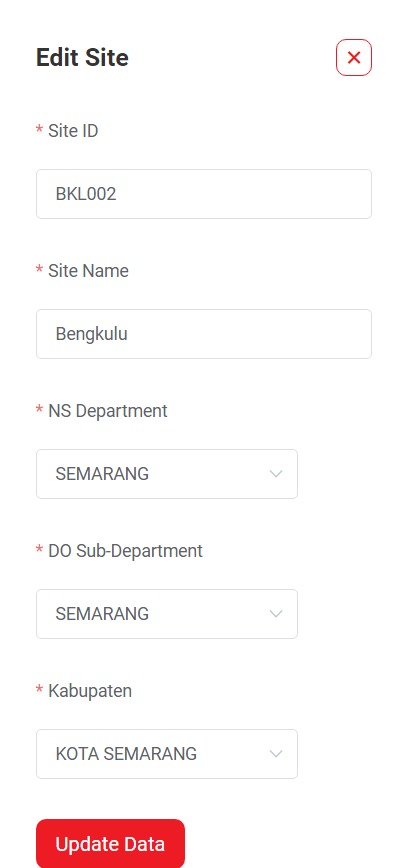 Edit Site
* Site ID
BKL002
* Site Name
Bengkulu
* NS Department
SEMARANG
* DO Sub-Department
SEMARANG
* Kabupaten
KOTA SEMARANG
Update Data